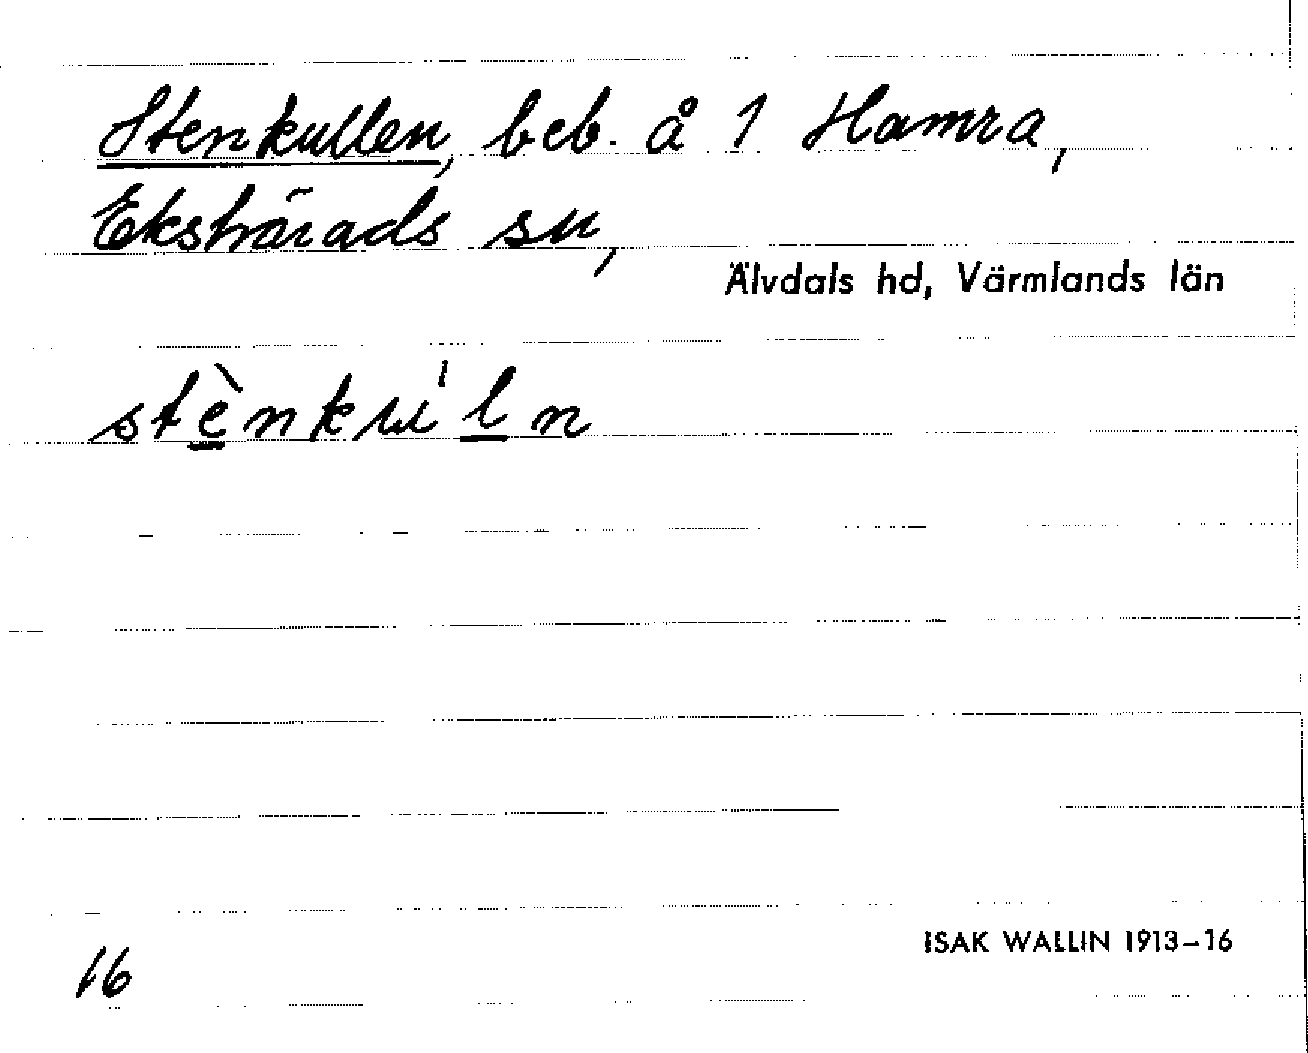 Stenkullen, beb. å 1 Hamra,
Ekshärads sn,
Älvdals hd, Värmlands län
stènku̍ln
ISAK WALLIN 1913–16
16